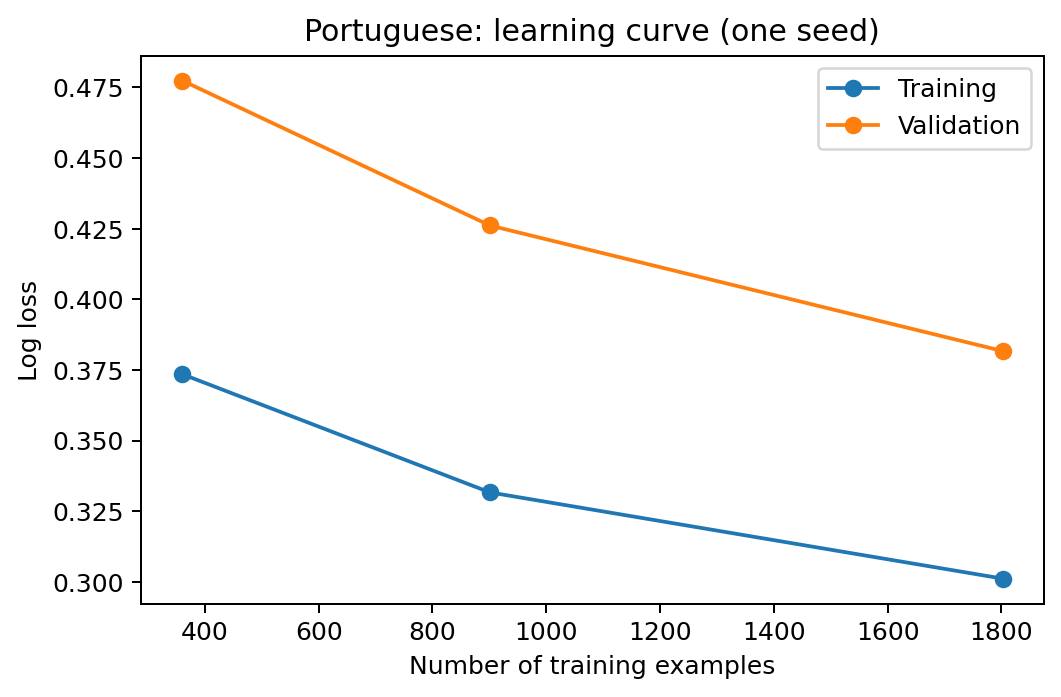 Portuguese: learning curve (one seed)
Training
Validation
Log loss
0.475
0.450
0.425
0.400
0.375
0.350
0.325
0.300
400 600 800 1000 1200 1400 1600 1800
Number of training examples